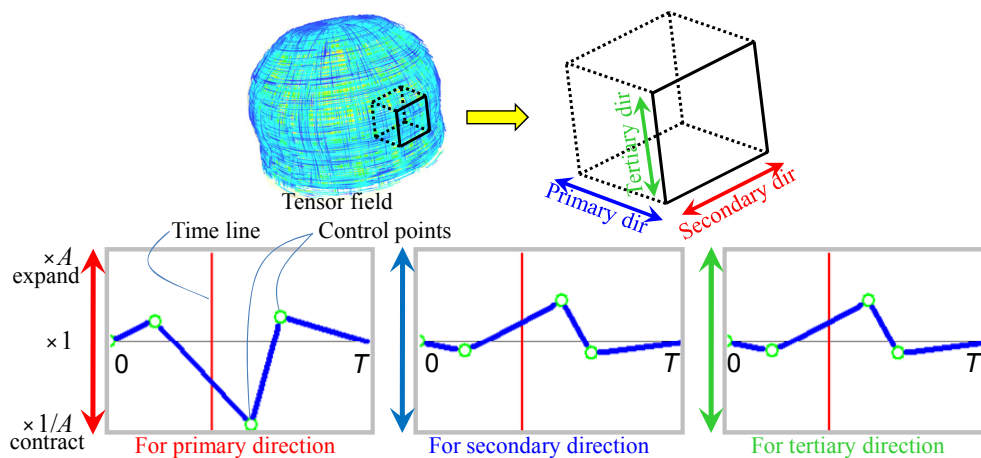 Tensor field
Tertiary dir
Primary dir
Secondary dir
Time line
Control points
×A
expand
×1
×1/A
contract
0
T
0
T
0
T
For primary direction
For secondary direction
For tertiary direction